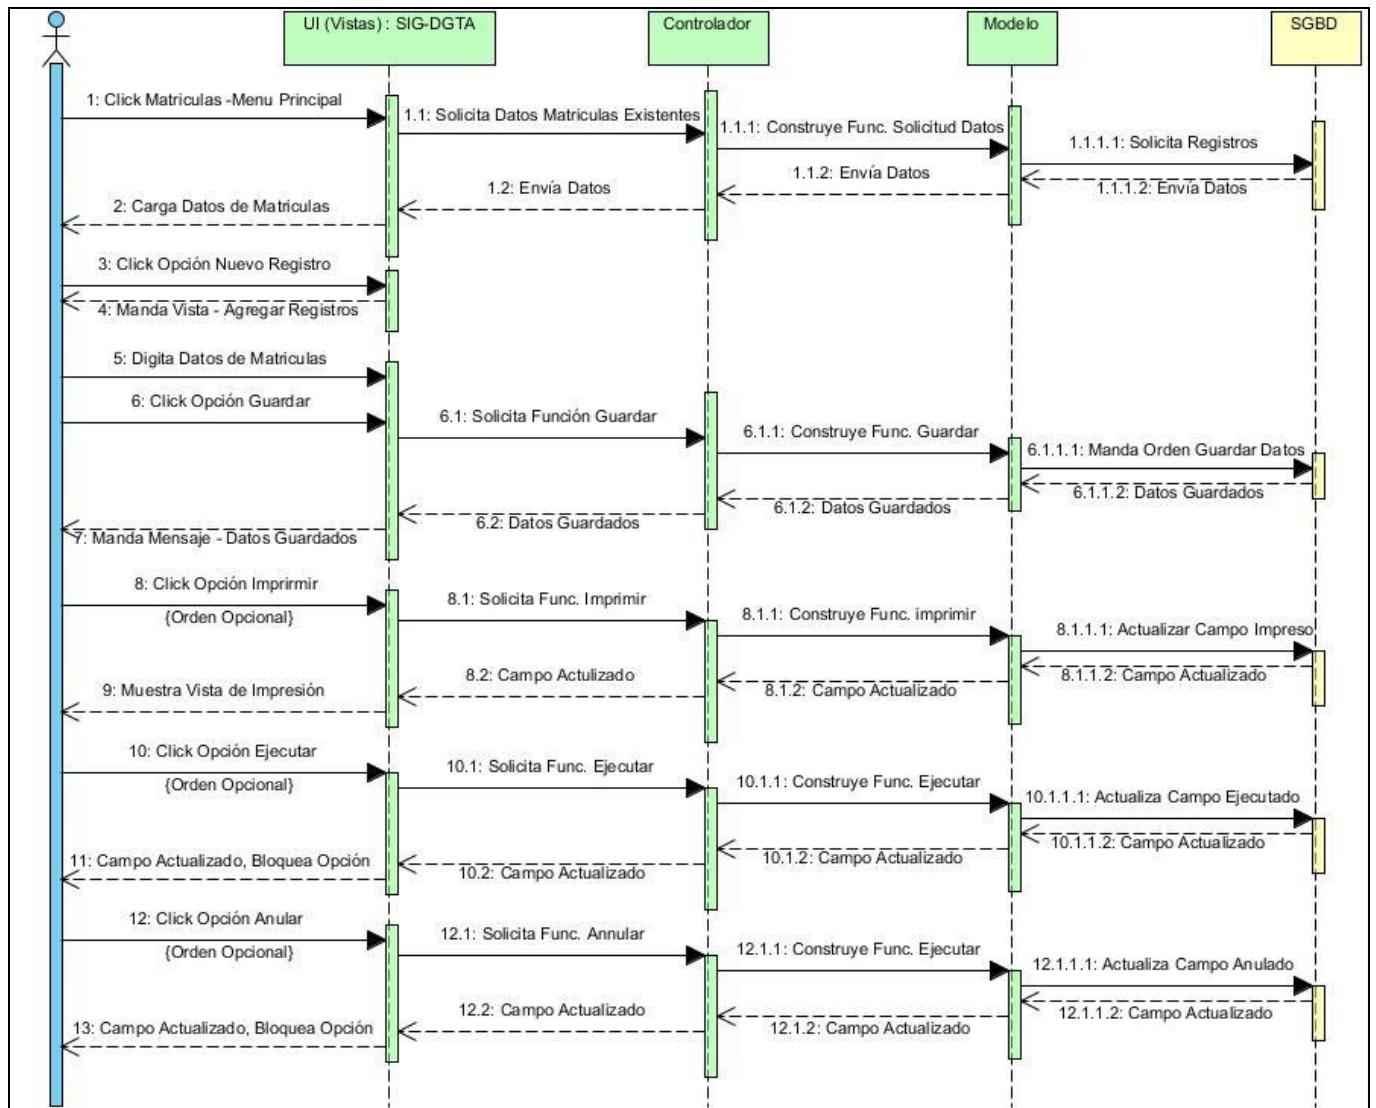 UI (Vistas) : SIG-DGTA
Controlador
Modelo
SGBD
1: Click Matriculas -Menu Principal
1.1: Solicita Datos Matriculas Existentes
1.1.1: Construye Func. Solicitud Datos
1.1.1.1: Solicita Registros
1.1.1.2: Envía Datos
1.1.2: Envía Datos
1.2: Envía Datos
2: Carga Datos de Matriculas
3: Click Opción Nuevo Registro
4: Manda Vista - Agregar Registros
5: Digita Datos de Matriculas
6: Click Opción Guardar
6.1: Solicita Función Guardar
6.1.1: Construye Func. Guardar
6.1.1.1: Manda Orden Guardar Datos
6.1.1.2: Datos Guardados
6.1.2: Datos Guardados
6.2: Datos Guardados
7: Manda Mensaje - Datos Guardados
8: Click Opción Imprirmir
{Orden Opcional}
8.1: Solicita Func. Imprimir
8.1.1: Construye Func. imprimir
8.1.1.1: Actualizar Campo Impreso
8.1.1.2: Campo Actualizado
8.1.2: Campo Actualizado
8.2: Campo Actulizado
9: Muestra Vista de Impresión
10: Click Opción Ejecutar
{Orden Opcional}
10.1: Solicita Func. Ejecutar
10.1.1: Construye Func. Ejecutar
10.1.1.1: Actualiza Campo Ejecutado
10.1.1.2: Campo Actualizado
10.1.2: Campo Actualizado
10.2: Campo Actualizado
11: Campo Actualizado, Bloquea Opción
12: Click Opción Anular
{Orden Opcional}
12.1: Solicita Func. Annular
12.1.1: Construye Func. Ejecutar
12.1.1.1: Actualiza Campo Anulado
12.1.1.2: Campo Actualizado
12.1.2: Campo Actualizado
12.2: Campo Actualizado
13: Campo Actualizado, Bloquea Opción